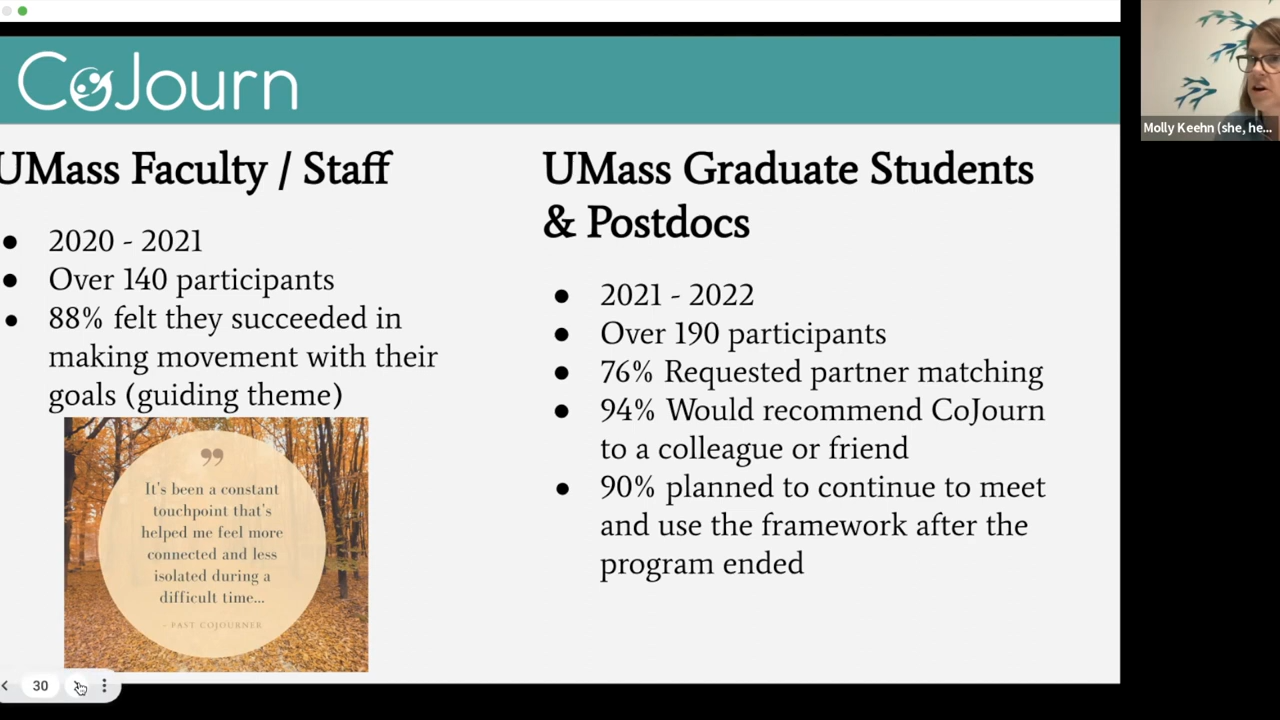 CoJourn
UMass Faculty / Staff
● 2020 - 2021
● Over 140 participants
● 88% felt they succeeded in
making movement with their
goals (guiding theme)
”
It's been a constant
touchpoint that's
helped me feel more
connected and less
isolated during a
difficult time...
- PAST COJOURNER
UMass Graduate Students
& Postdocs
● 2021 - 2022
● Over 190 participants
● 76% Requested partner matching
● 94% Would recommend CoJourn
to a colleague or friend
● 90% planned to continue to meet
and use the framework after the
program ended
Molly Keehn (she, he...
30